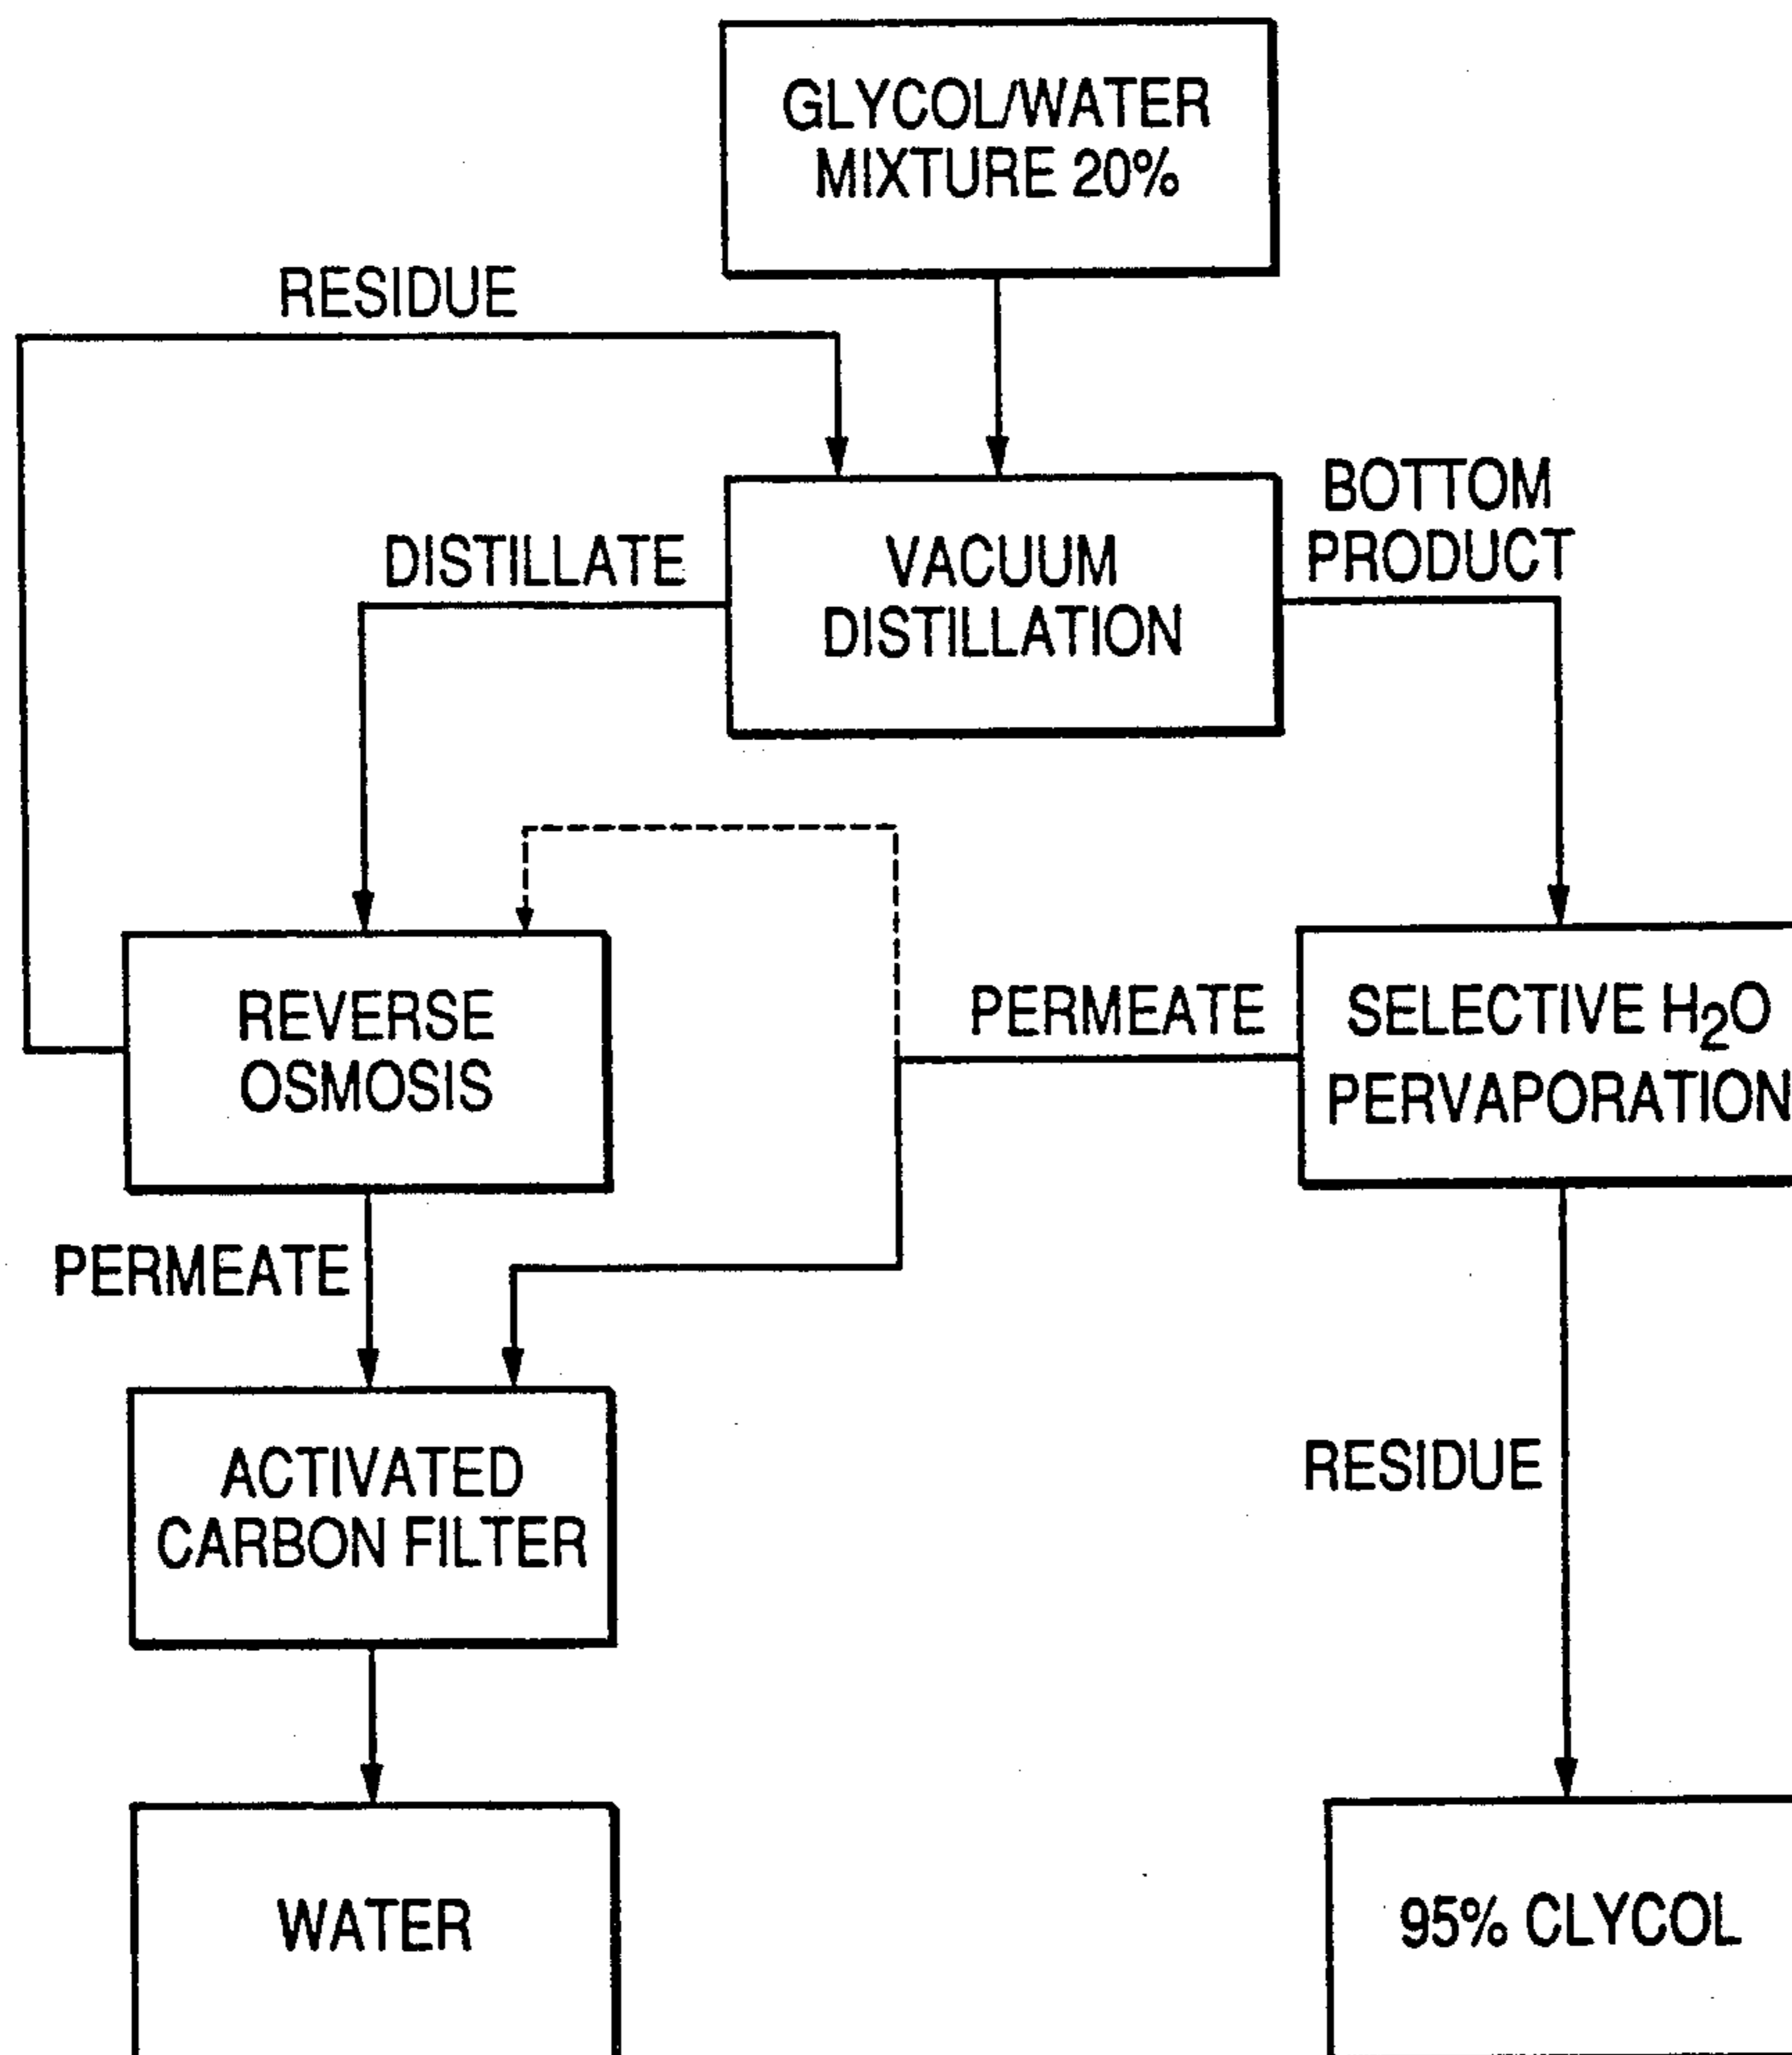 GLYCOL/WATER
MIXTURE 20%
RESIDUE
BOTTOM
PRODUCT
DISTILLATE
VACUUM
DISTILLATION
REVERSE
OSMOSIS
PERMEATE
SELECTIVE H₂O
PERVAPORATION
PERMEATE
ACTIVATED
CARBON FILTER
RESIDUE
WATER
95% CLYCOL